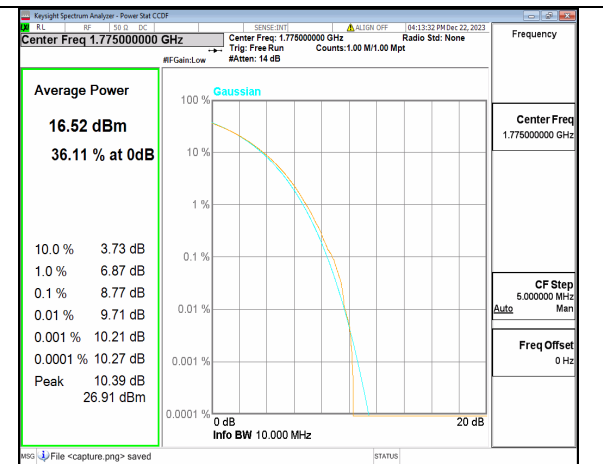 Keysight Spectrum Analyzer - Power Stat CCDF
RL RF 50 Ω DC SENSE:INT ALIGN OFF 04:13:32 PM Dec 22, 2023
Center Freq 1.775000000 GHz
Center Freq: 1.775000000 GHz Radio Std: None
Trig: Free Run Counts:1.00 M/1.00 Mpt
#IFGain:Low #Atten: 14 dB
Frequency
Average Power
16.52 dBm
36.11 % at 0dB
10.0 % 3.73 dB
1.0 % 6.87 dB
0.1 % 8.77 dB
0.01 % 9.71 dB
0.001 % 10.21 dB
0.0001 % 10.27 dB
Peak 10.39 dB
26.91 dBm
Gaussian
100 %
10 %
1 %
0.1 %
0.01 %
0.001 %
0.0001 %
0 dB 20 dB
Info BW 10.000 MHz
Center Freq
1.775000000 GHz
CF Step
5.000000 MHz
Auto Man
Freq Offset
0 Hz
MSG File <capture.png> saved STATUS